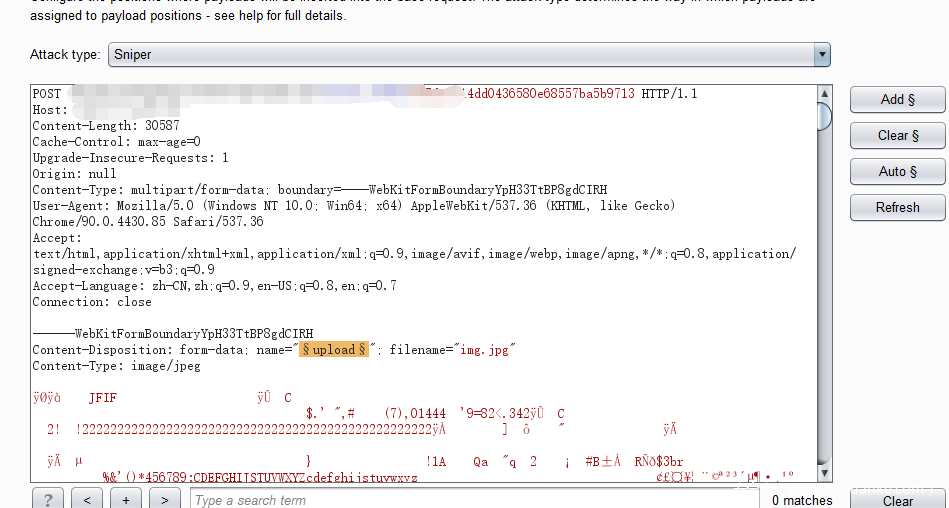 assigned to payload positions - see help for full details.
Attack type: Sniper
POST 4dd0436580e68557ba5b9713 HTTP/1.1
Host:
Content-Length: 30587
Cache-Control: max-age=0
Upgrade-Insecure-Requests: 1
Origin: null
Content-Type: multipart/form-data; boundary=----WebKitFormBoundaryYpH33TtBP8gdCIRH
User-Agent: Mozilla/5.0 (Windows NT 10.0; Win64; x64) AppleWebKit/537.36 (KHTML, like Gecko)
Chrome/90.0.4430.85 Safari/537.36
Accept:
text/html,application/xhtml+xml,application/xml;q=0.9,image/avif,image/webp,image/apng,*/*;q=0.8,application/
signed-exchange;v=b3;q=0.9
Accept-Language: zh-CN,zh;q=0.9,en-US;q=0.8,en;q=0.7
Connection: close
------WebKitFormBoundaryYpH33TtBP8gdCIRH
Content-Disposition: form-data; name="§upload§"; filename="img.jpg"
Content-Type: image/jpeg
ÿØÿà JFIF ÿÛ C
$.' ",# (7),01444 '9=82<.342ÿÛ C
2! !22222222222222222222222222222222222222222222222222ÿÀ ] ô " ÿÄ
ÿÄ µ } !1A Qa "q 2 ¡ #B±Á RÑð$3br
%&'()*456789:CDEFGHIJSTUVWXYZcdefghijstuvwxyz
Add §
Clear §
Auto §
Refresh
? < + > Type a search term 0 matches Clear